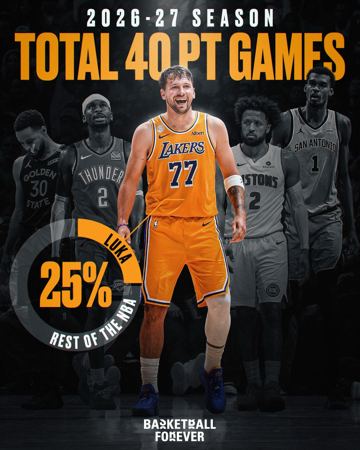 2026-27 SEASON
TOTAL 40 PT GAMES
GOLDEN
30
STATE
THUNDER
2
LAKERS
77
PISTONS
2
SAN ANTONIO
1
LUKA
25%
REST OF THE NBA
BASKETBALL
FOREVER